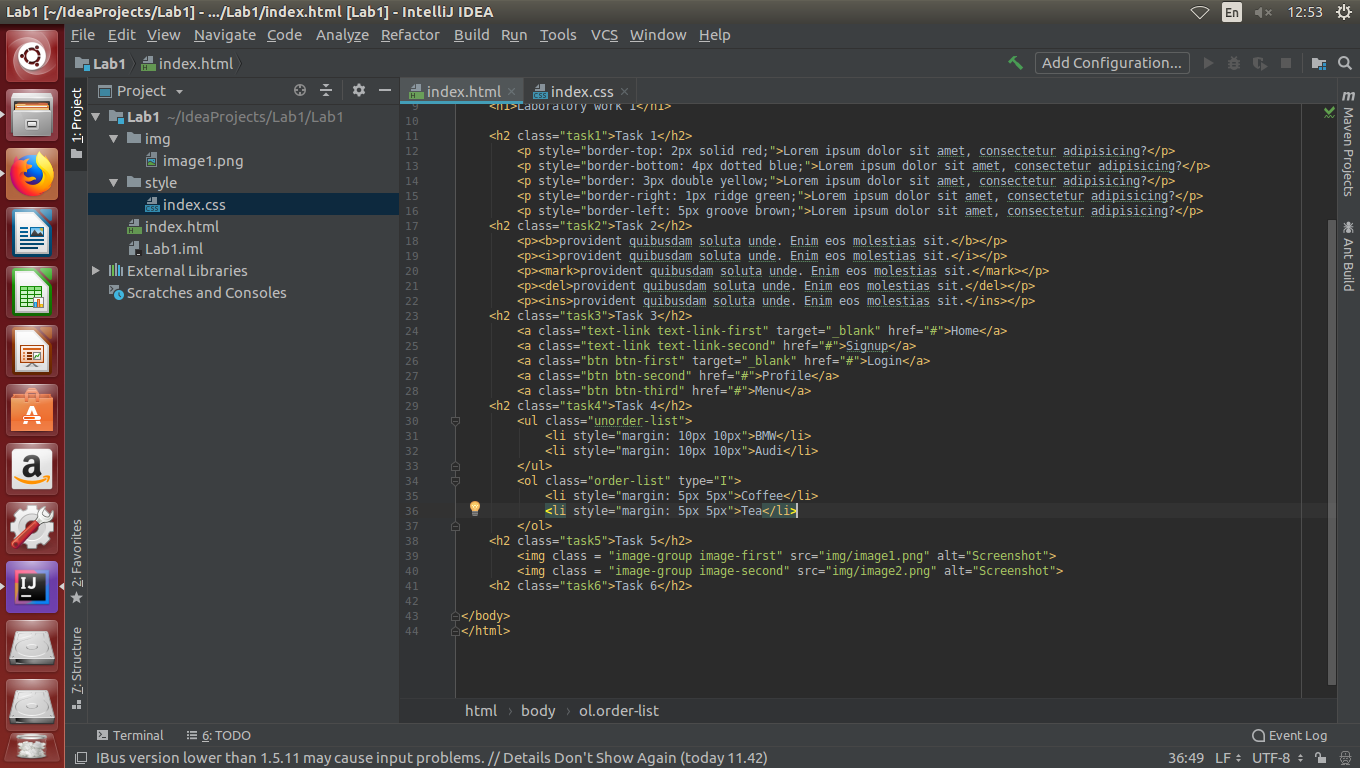 Lab1 [~/IdeaProjects/Lab1] - .../Lab1/index.html [Lab1] - IntelliJ IDEA
En
12:53
File Edit View Navigate Code Analyze Refactor Build Run Tools VCS Window Help
Lab1 index.html
Add Configuration...
Project
index.html
index.css
1: Project
Lab1 ~/IdeaProjects/Lab1/Lab1
img
image1.png
style
index.css
index.html
Lab1.iml
External Libraries
Scratches and Consoles
2: Favorites
7: Structure
9 <h1>Laboratory work 1</h1>
10
11 <h2 class="task1">Task 1</h2>
12 <p style="border-top: 2px solid red;">Lorem ipsum dolor sit amet, consectetur adipisicing?</p>
13 <p style="border-bottom: 4px dotted blue;">Lorem ipsum dolor sit amet, consectetur adipisicing?</p>
14 <p style="border: 3px double yellow;">Lorem ipsum dolor sit amet, consectetur adipisicing?</p>
15 <p style="border-right: 1px ridge green;">Lorem ipsum dolor sit amet, consectetur adipisicing?</p>
16 <p style="border-left: 5px groove brown;">Lorem ipsum dolor sit amet, consectetur adipisicing?</p>
17 <h2 class="task2">Task 2</h2>
18 <p><b>provident quibusdam soluta unde. Enim eos molestias sit.</b></p>
19 <p><i>provident quibusdam soluta unde. Enim eos molestias sit.</i></p>
20 <p><mark>provident quibusdam soluta unde. Enim eos molestias sit.</mark></p>
21 <p><del>provident quibusdam soluta unde. Enim eos molestias sit.</del></p>
22 <p><ins>provident quibusdam soluta unde. Enim eos molestias sit.</ins></p>
23 <h2 class="task3">Task 3</h2>
24 <a class="text-link text-link-first" target="_blank" href="#">Home</a>
25 <a class="text-link text-link-second" href="#">Signup</a>
26 <a class="btn btn-first" target="_blank" href="#">Login</a>
27 <a class="btn btn-second" href="#">Profile</a>
28 <a class="btn btn-third" href="#">Menu</a>
29 <h2 class="task4">Task 4</h2>
30 <ul class="unorder-list">
31 <li style="margin: 10px 10px">BMW</li>
32 <li style="margin: 10px 10px">Audi</li>
33 </ul>
34 <ol class="order-list" type="I">
35 <li style="margin: 5px 5px">Coffee</li>
36 <li style="margin: 5px 5px">Tea</li>
37 </ol>
38 <h2 class="task5">Task 5</h2>
39 <img class = "image-group image-first" src="img/image1.png" alt="Screenshot">
40 <img class = "image-group image-second" src="img/image2.png" alt="Screenshot">
41 <h2 class="task6">Task 6</h2>
42
43 </body>
44 </html>
Maven Projects
Ant Build
html › body › ol.order-list
Terminal
6: TODO
Event Log
IBus version lower than 1.5.11 may cause input problems. // Details Don't Show Again (today 11.42)
36:49 LF UTF-8